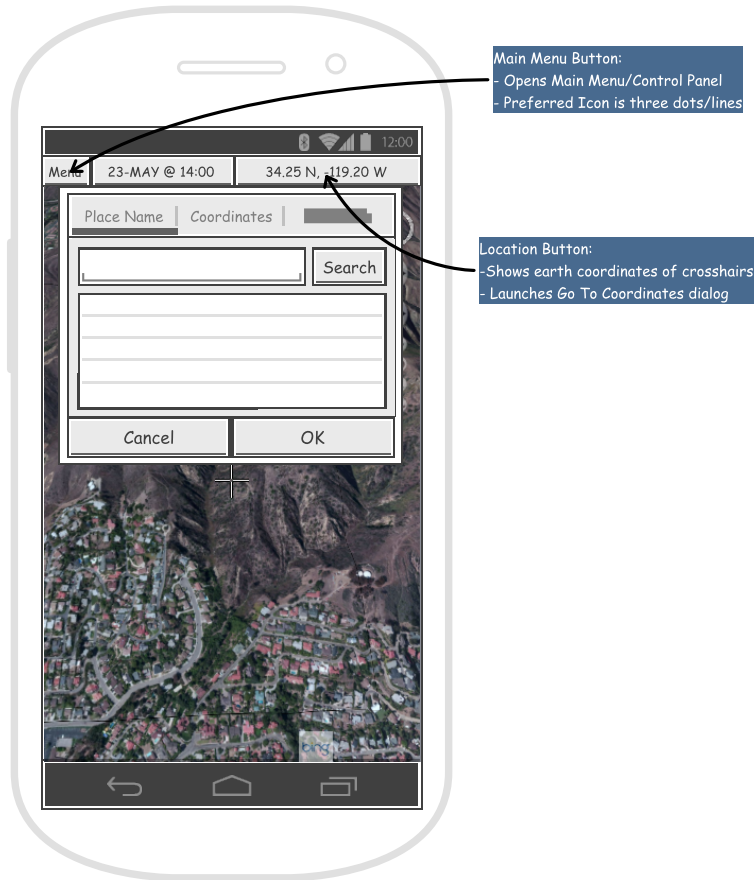 Main Menu Button:
- Opens Main Menu/Control Panel
- Preferred Icon is three dots/lines
12:00
Menu
23-MAY @ 14:00
34.25 N, -119.20 W
Place Name
Coordinates
Location Button:
-Shows earth coordinates of crosshairs
- Launches Go To Coordinates dialog
Search
Cancel
OK
bing